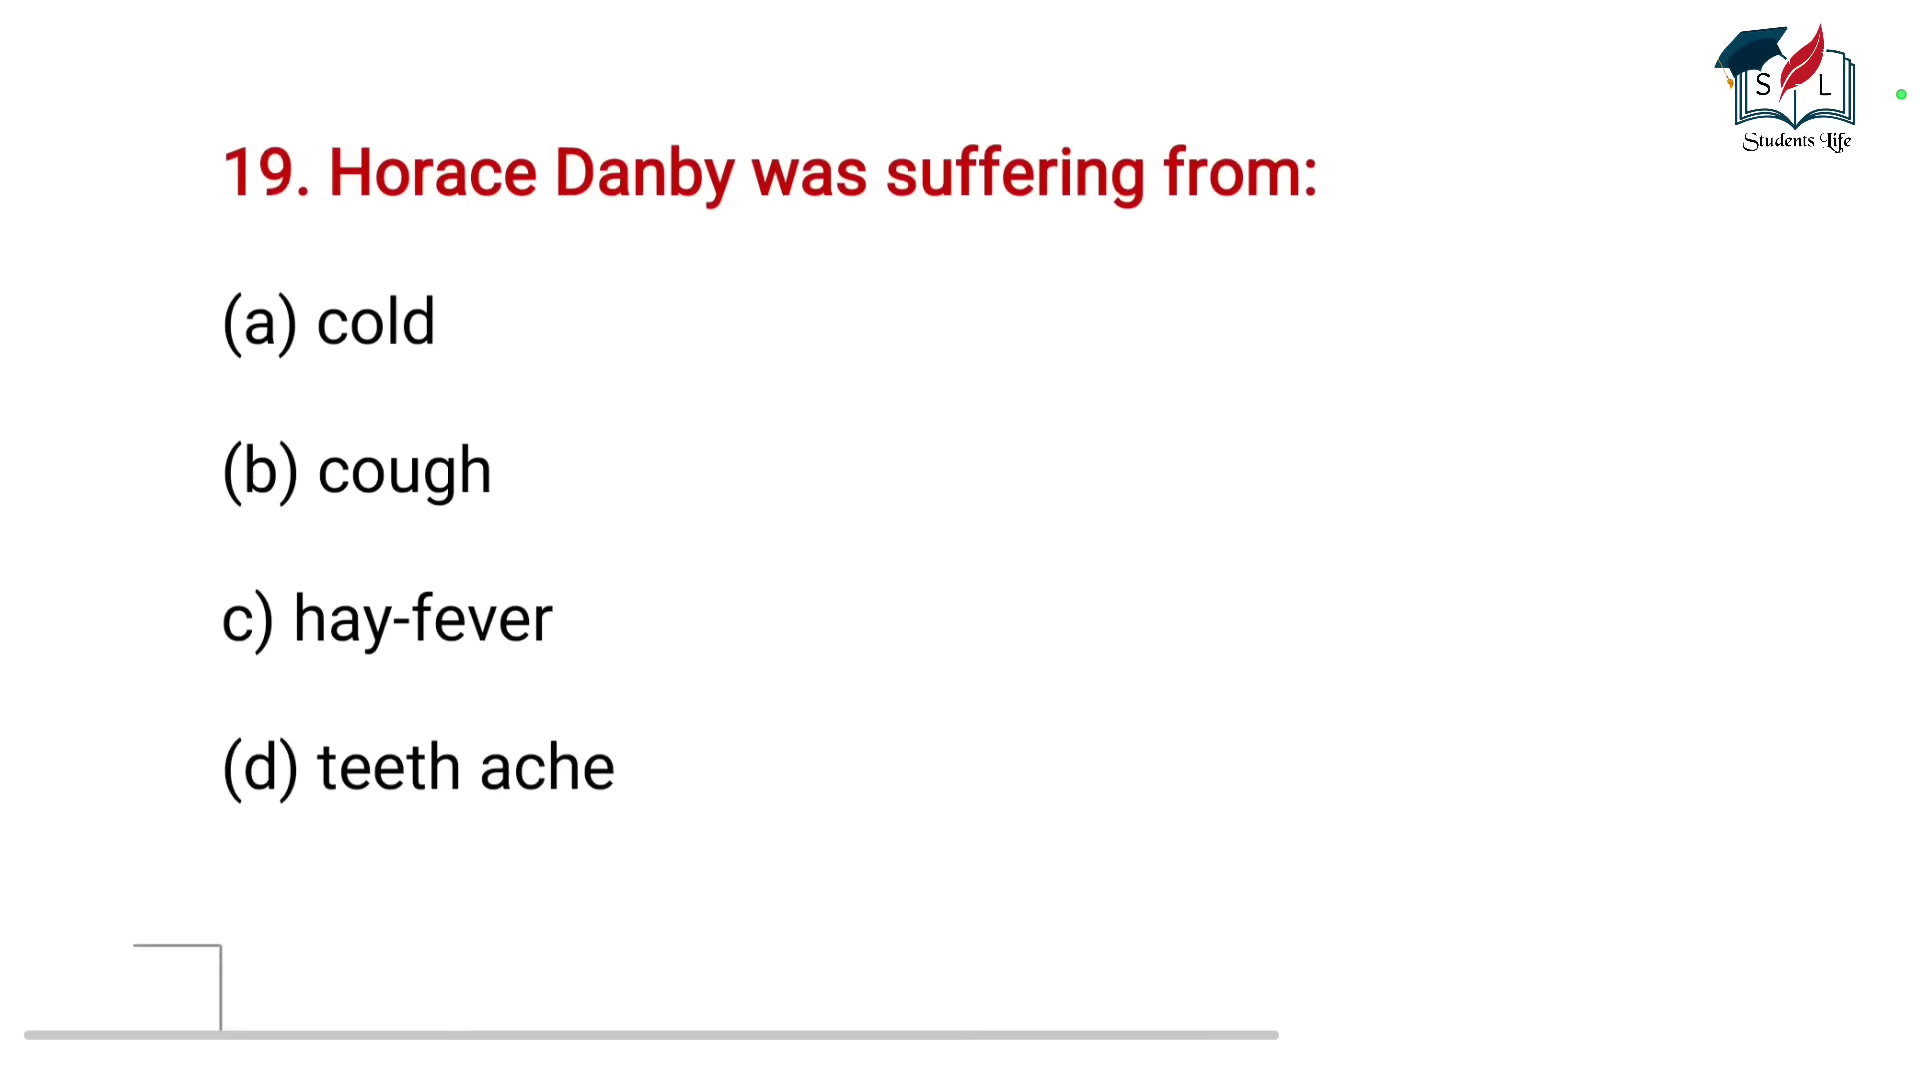 S L
Students Life
19. Horace Danby was suffering from:
(a) cold
(b) cough
c) hay-fever
(d) teeth ache